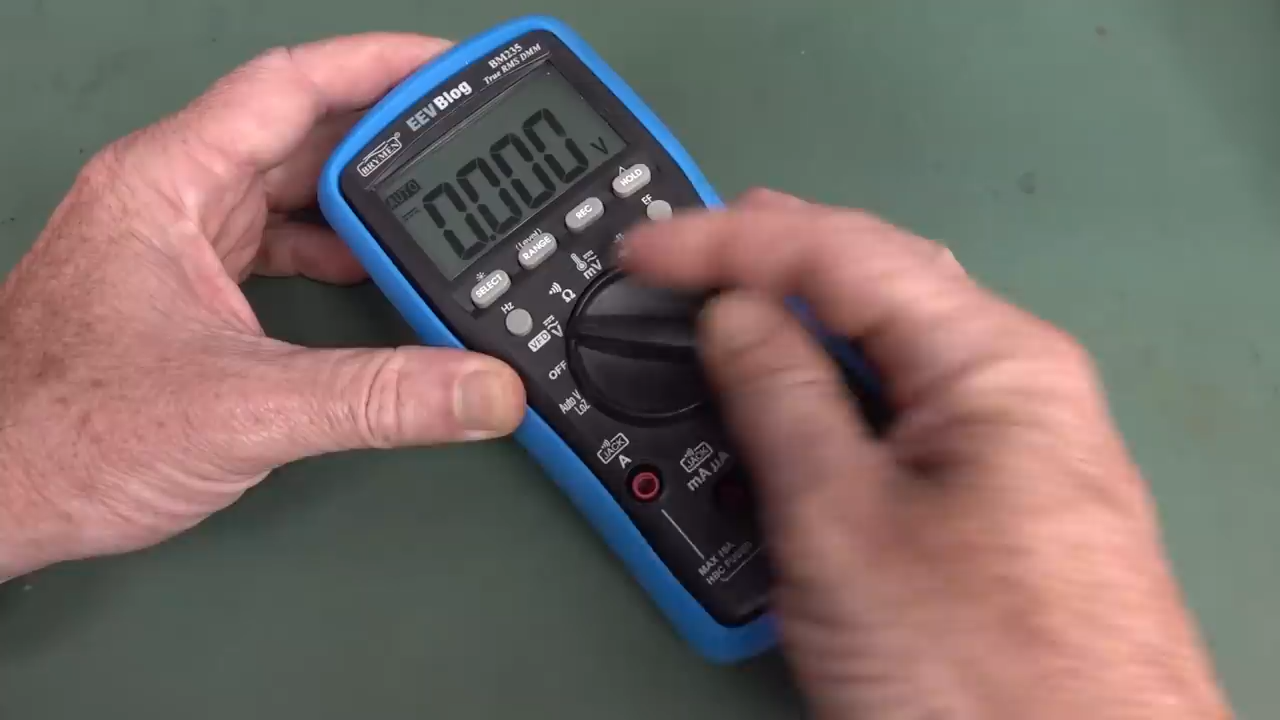 BM235
True RMS DMM
EEVBlog
BRYMEN®
AUTO
0.000 V
HOLD
EF
REC
(Level)
RANGE
SELECT
Hz
mV
Ω
VFD V
OFF
Auto V
LoZ
JACK
A
JACK
mA µA
MAX 10A
HBC FUSED